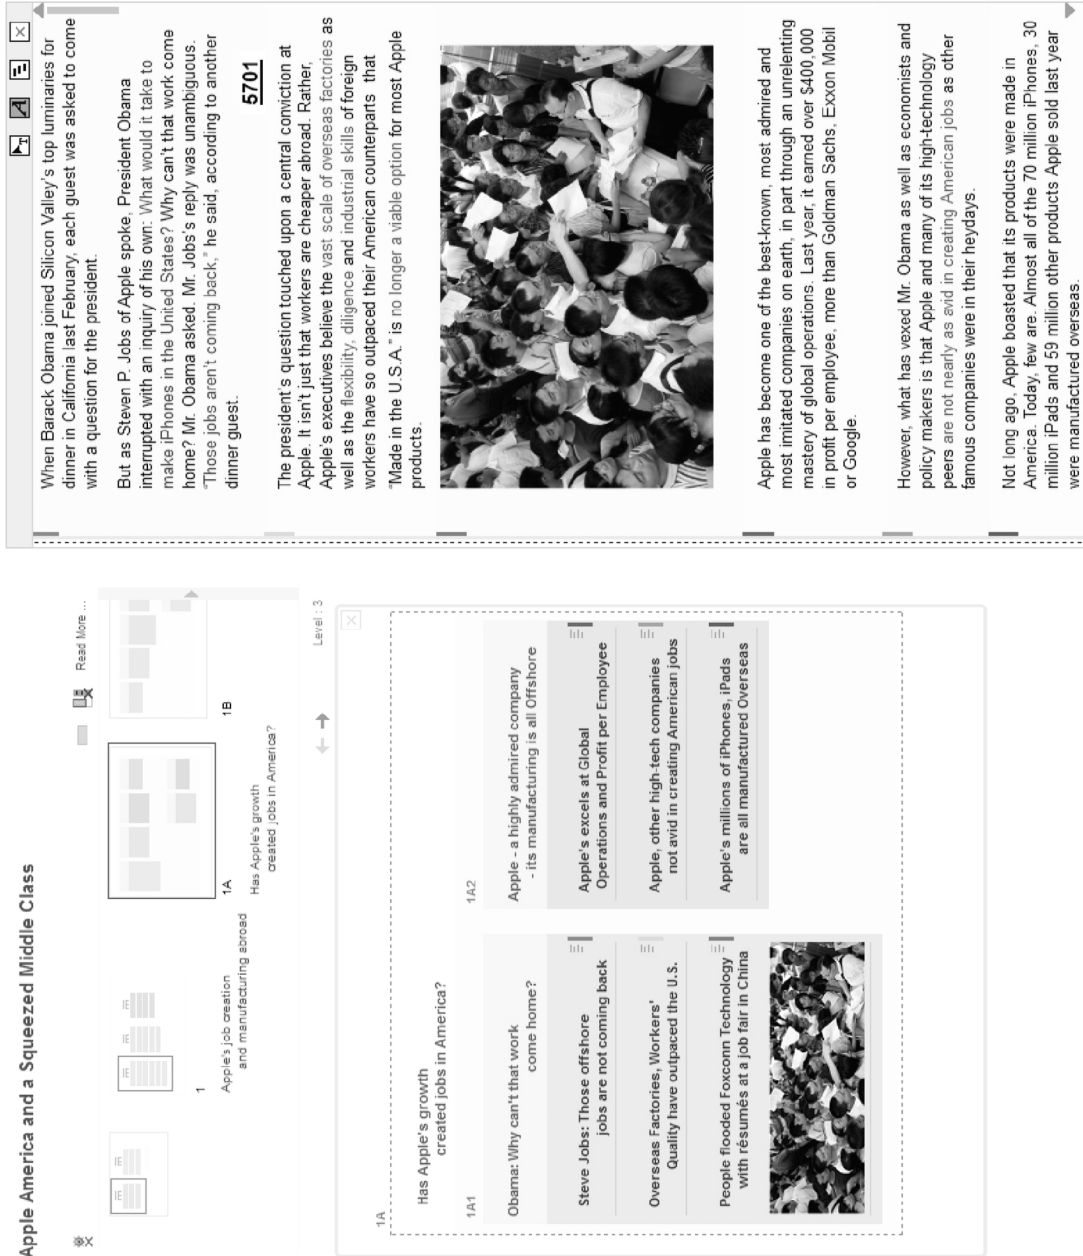 Apple America and a Squeezed Middle Class
Read More ...
1
Apple's job creation
and manufacturing abroad
1A
Has Apple's growth
created jobs in America?
1B
Level : 3
1A
Has Apple's growth
created jobs in America?
1A1
Obama: Why can't that work
come home?
Steve Jobs: Those offshore
jobs are not coming back
Overseas Factories, Workers'
Quality have outpaced the U.S.
People flooded Foxconn Technology
with résumés at a job fair in China
1A2
Apple - a highly admired company
- its manufacturing is all Offshore
Apple's excels at Global
Operations and Profit per Employee
Apple, other high-tech companies
not avid in creating American jobs
Apple's millions of iPhones, iPads
are all manufactured Overseas
When Barack Obama joined Silicon Valley's top luminaries for
dinner in California last February, each guest was asked to come
with a question for the president.
But as Steven P. Jobs of Apple spoke, President Obama
interrupted with an inquiry of his own: What would it take to
make iPhones in the United States? Why can't that work come
home? Mr. Obama asked. Mr. Jobs's reply was unambiguous.
“Those jobs aren't coming back,” he said, according to another
dinner guest.
5701
The president's question touched upon a central conviction at
Apple. It isn't just that workers are cheaper abroad. Rather,
Apple's executives believe the vast scale of overseas factories as
well as the flexibility, diligence and industrial skills of foreign
workers have so outpaced their American counterparts that
“Made in the U.S.A.” is no longer a viable option for most Apple
products.
Apple has become one of the best-known, most admired and
most imitated companies on earth, in part through an unrelenting
mastery of global operations. Last year, it earned over $400,000
in profit per employee, more than Goldman Sachs, Exxon Mobil
or Google.
However, what has vexed Mr. Obama as well as economists and
policy makers is that Apple and many of its high-technology
peers are not nearly as avid in creating American jobs as other
famous companies were in their heydays.
Not long ago, Apple boasted that its products were made in
America. Today, few are. Almost all of the 70 million iPhones, 30
million iPads and 59 million other products Apple sold last year
were manufactured overseas.